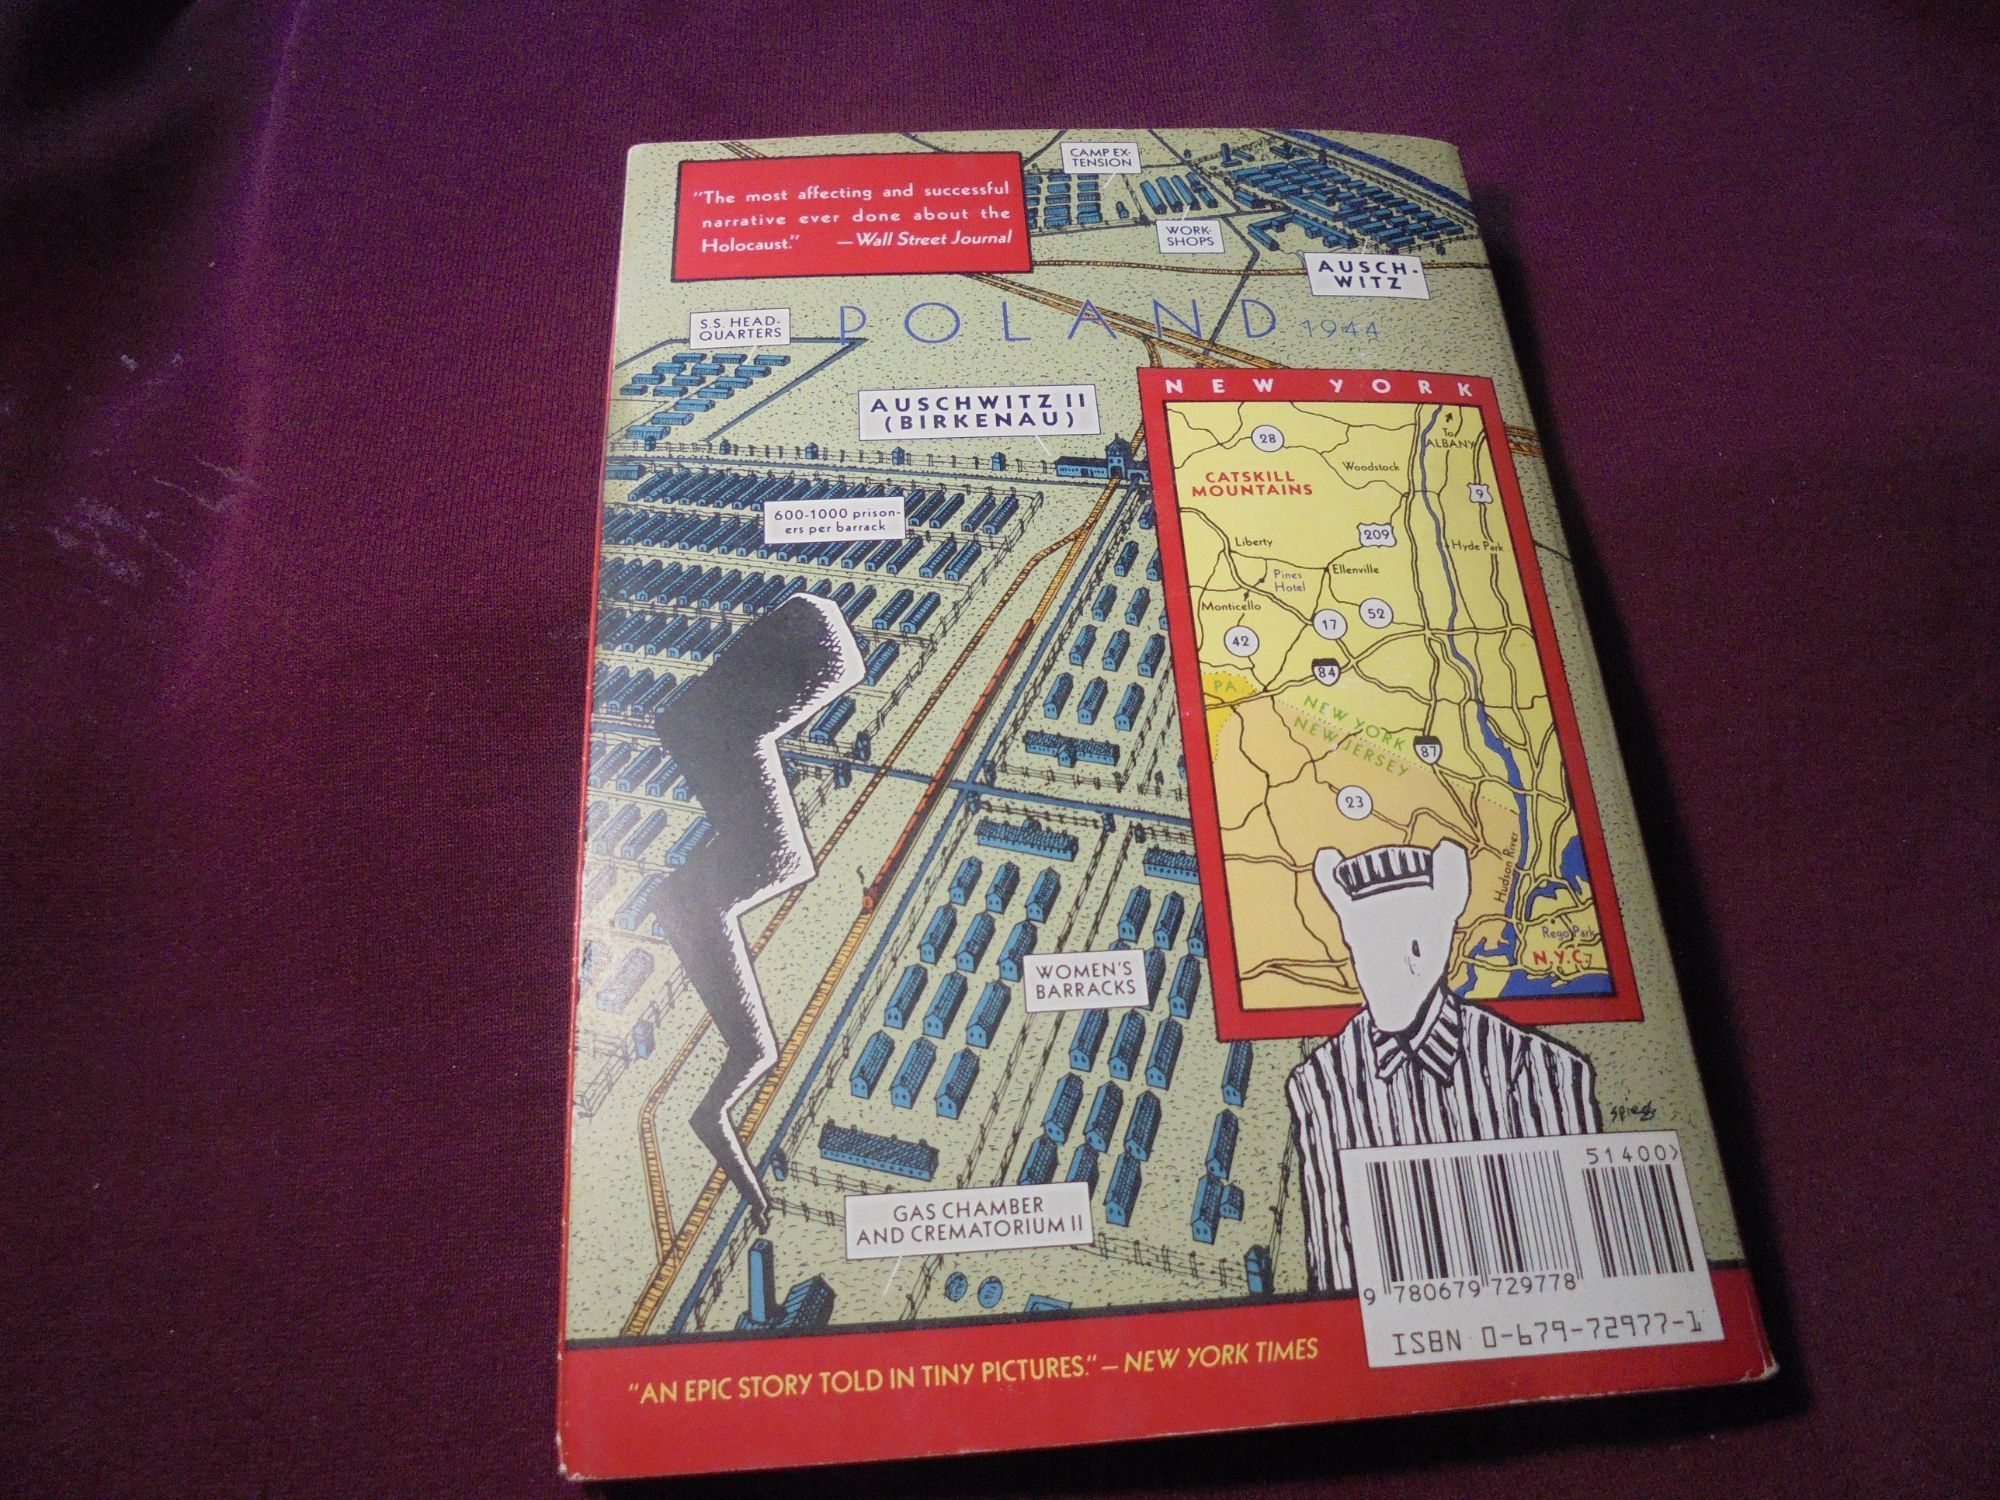 "The most affecting and successful
narrative ever done about the
Holocaust." —Wall Street Journal
CAMP EX-
TENSION
WORK-
SHOPS
AUSCH-
WITZ
S.S. HEAD-
QUARTERS
POLAND 1944
AUSCHWITZ II
(BIRKENAU)
600-1000 prison-
ers per barrack
WOMEN'S
BARRACKS
GAS CHAMBER
AND CREMATORIUM II
NEW YORK
To
ALBANY
28
Woodstock
CATSKILL
MOUNTAINS
9
209
Liberty
Hyde Park
Pines
Hotel
Ellenville
Monticello
52
17
42
84
PA
NEW YORK
NEW JERSEY
87
23
Hudson River
Rego Park
N.Y.C.
51400>
9 780679 729778
ISBN 0-679-72977-1
"AN EPIC STORY TOLD IN TINY PICTURES." — NEW YORK TIMES